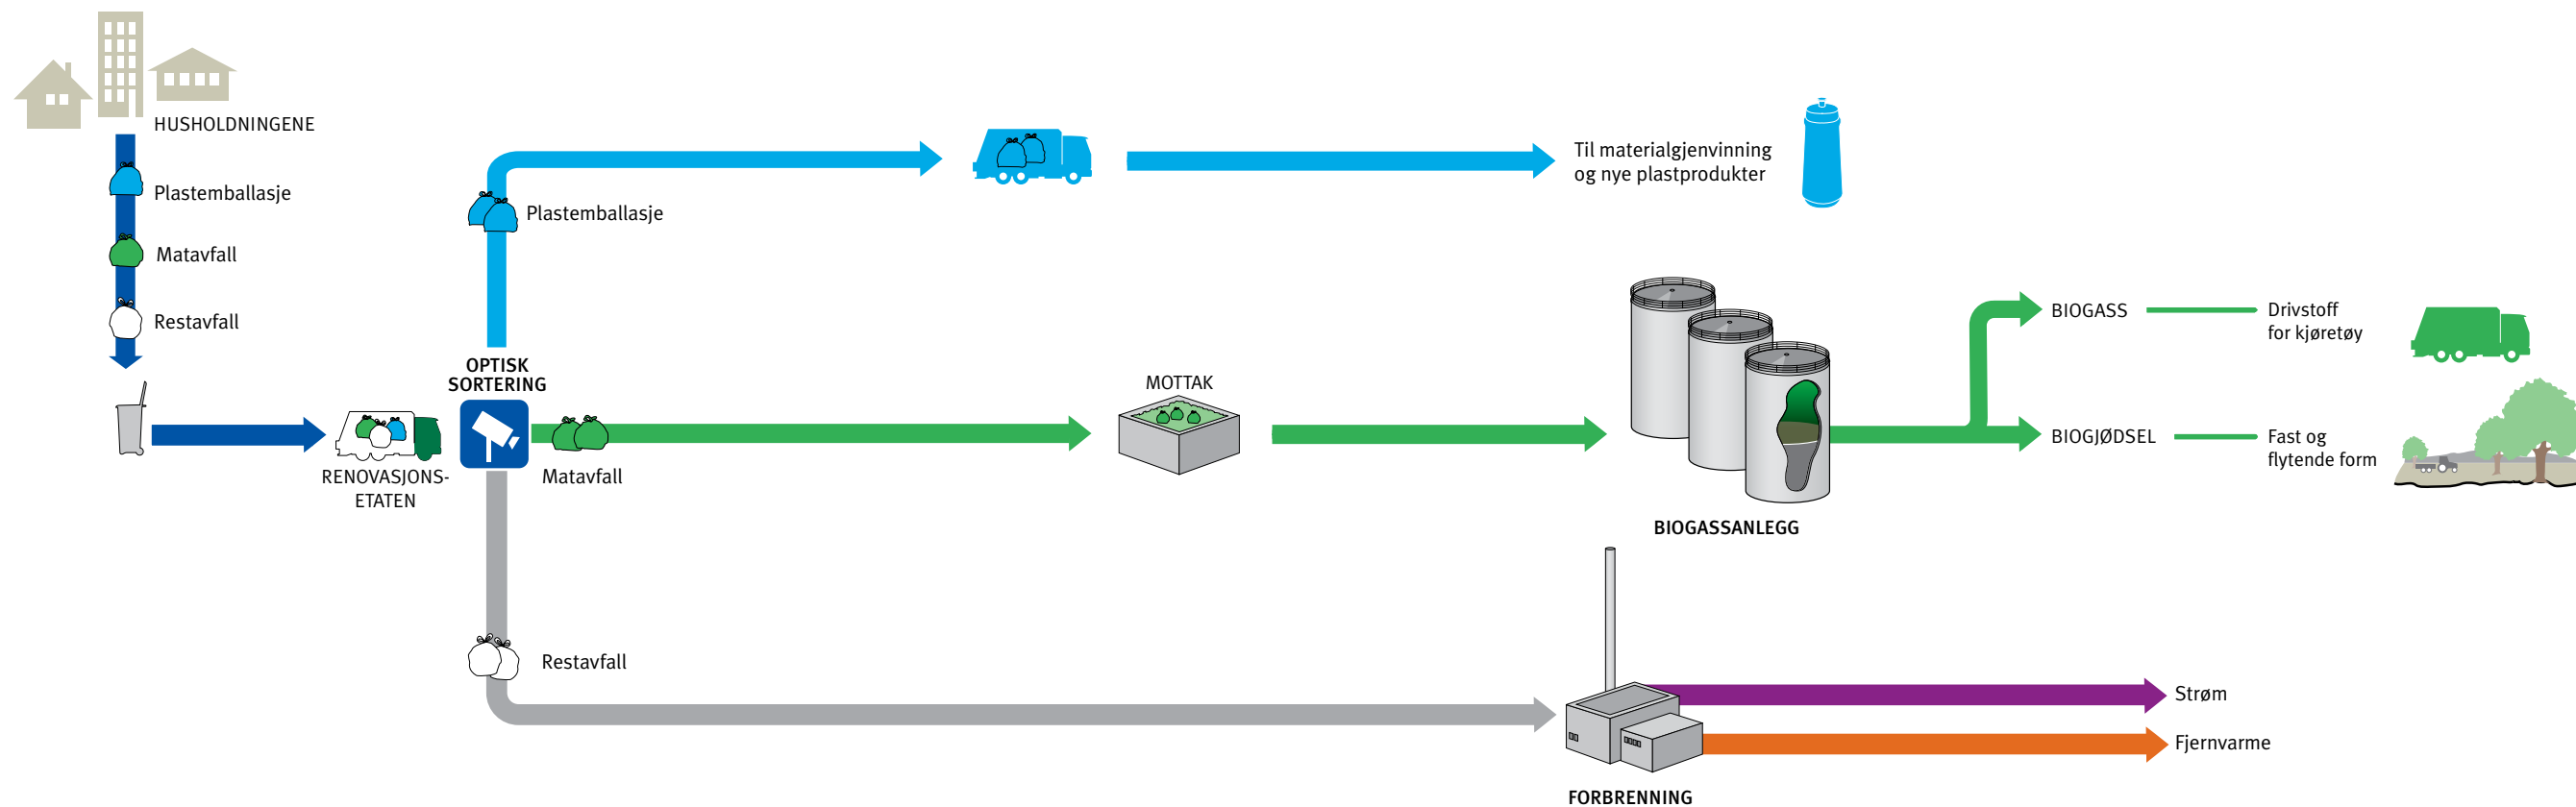 HUSHOLDNINGENE
Plastemballasje
Matavfall
Restavfall
RENOVASJONS-
ETATEN
OPTISK
SORTERING
Plastemballasje
Til materialgjenvinning
og nye plastprodukter
Matavfall
MOTTAK
BIOGASSANLEGG
BIOGASS
Drivstoff
for kjøretøy
BIOGJØDSEL
Fast og
flytende form
Restavfall
FORBRENNING
Strøm
Fjernvarme